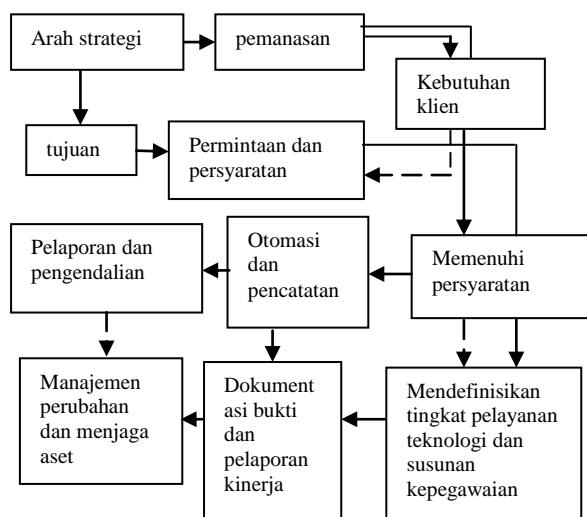 Arah strategi
pemanasan
Kebutuhan
klien
tujuan
Permintaan dan
persyaratan
Pelaporan dan
pengendalian
Otomasi
dan
pencatatan
Memenuhi
persyaratan
Manajemen
perubahan
dan menjaga
aset
Dokument
asi bukti
dan
pelaporan
kinerja
Mendefinisikan
tingkat pelayanan
teknologi dan
susunan
kepegawaian